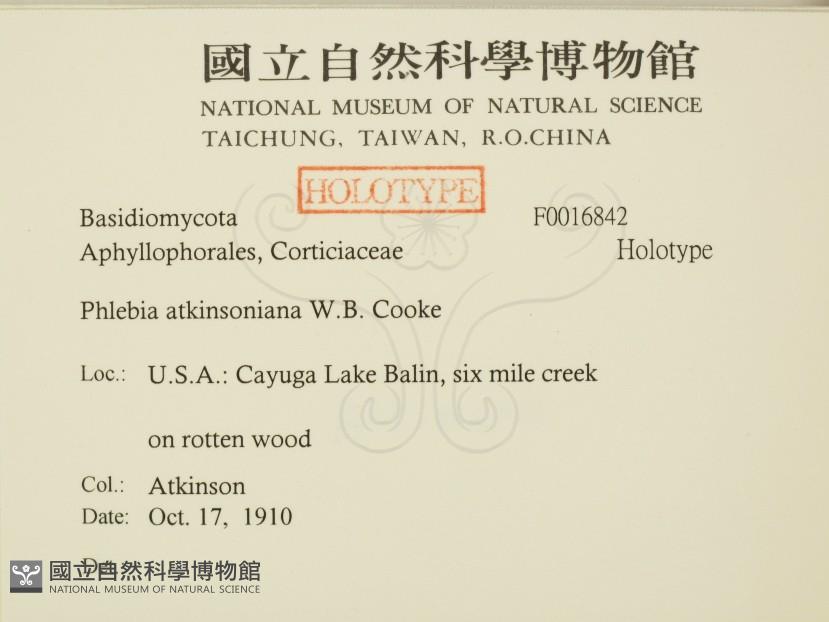 國立自然科學博物館
NATIONAL MUSEUM OF NATURAL SCIENCE
TAICHUNG, TAIWAN, R.O.CHINA
HOLOTYPE
Basidiomycota F0016842
Aphyllophorales, Corticiaceae Holotype
Phlebia atkinsoniana W.B. Cooke
Loc.: U.S.A.: Cayuga Lake Balin, six mile creek
on rotten wood
Col.: Atkinson
Date: Oct. 17, 1910
國立自然科學博物館
NATIONAL MUSEUM OF NATURAL SCIENCE